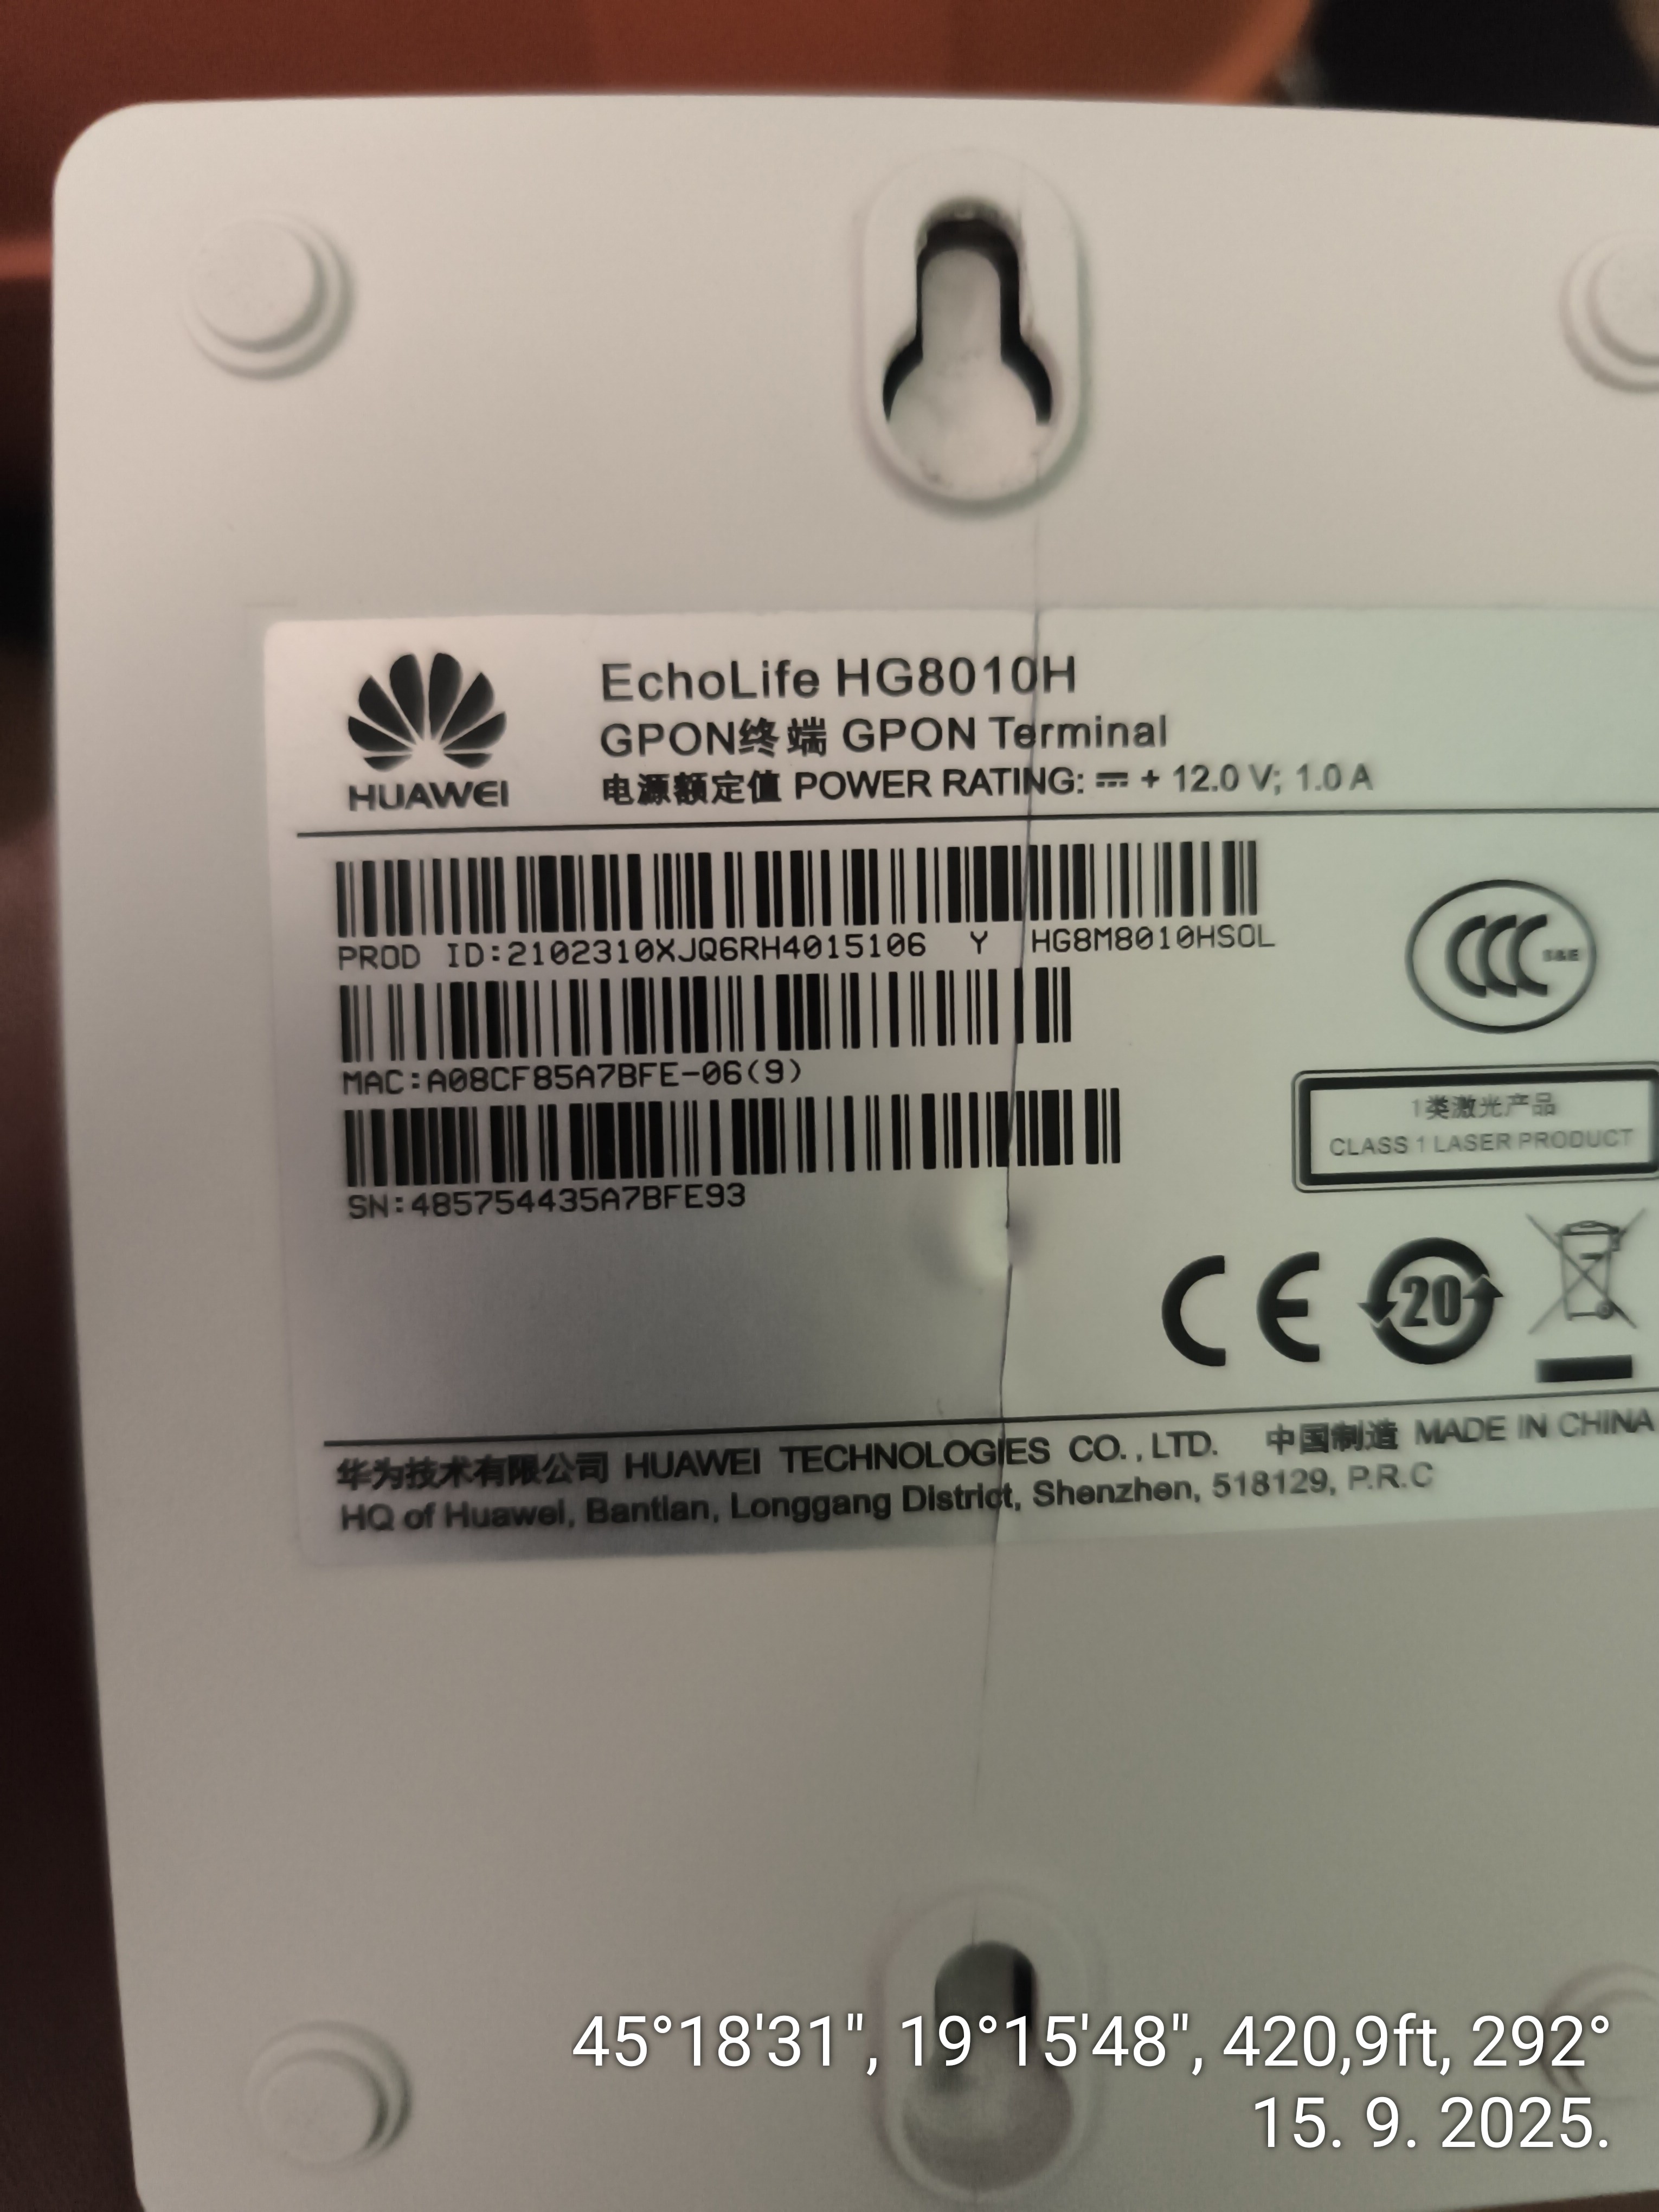 EchoLife HG8010H
GPON终端 GPON Terminal
电源额定值 POWER RATING: ⎓ + 12.0 V; 1.0 A
HUAWEI
PROD ID:2102310XJQ6RH4015106 Y HG8M8010HSOL
MAC:A08CF85A7BFE-06(9)
SN:485754435A7BFE93
CCC S&E
1类激光产品
CLASS 1 LASER PRODUCT
CE 20
华为技术有限公司 HUAWEI TECHNOLOGIES CO.,LTD. 中国制造 MADE IN CHINA
HQ of Huawei, Bantian, Longgang District, Shenzhen, 518129, P.R.C
45°18'31", 19°15'48", 420,9ft, 292°
15. 9. 2025.